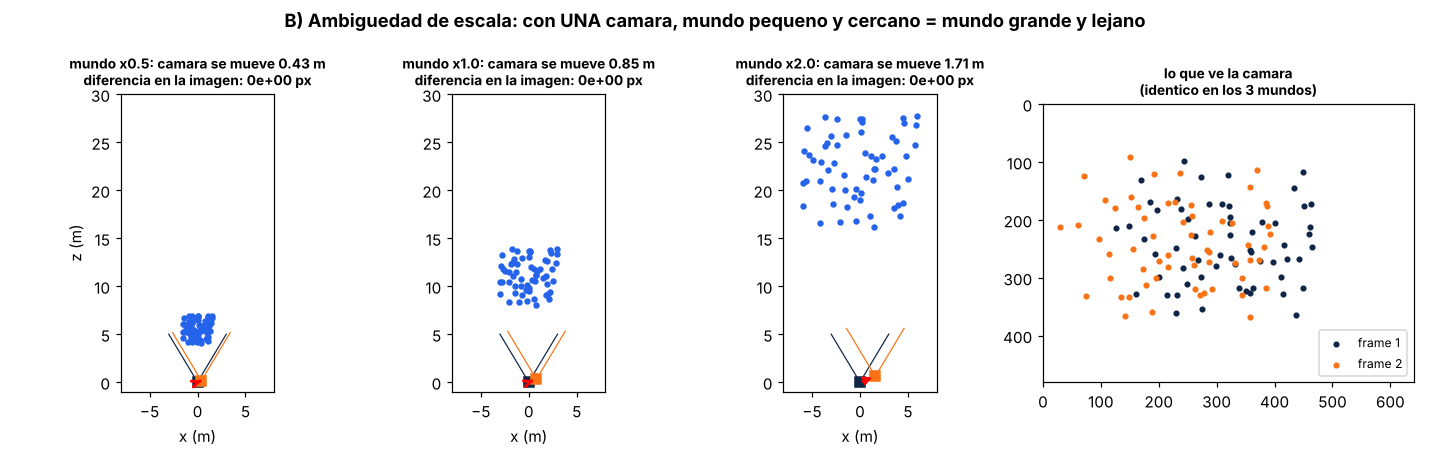 B) Ambiguedad de escala: con UNA camara, mundo pequeno y cercano = mundo grande y lejano
mundo x0.5: camara se mueve 0.43 m
diferencia en la imagen: 0e+00 px
30
25
20
15
10
5
0
z (m)
−5
0
5
x (m)
mundo x1.0: camara se mueve 0.85 m
diferencia en la imagen: 0e+00 px
30
25
20
15
10
5
0
−5
0
5
x (m)
mundo x2.0: camara se mueve 1.71 m
diferencia en la imagen: 0e+00 px
30
25
20
15
10
5
0
−5
0
5
x (m)
lo que ve la camara
(identico en los 3 mundos)
0
100
200
300
400
frame 1
frame 2
0
100
200
300
400
500
600